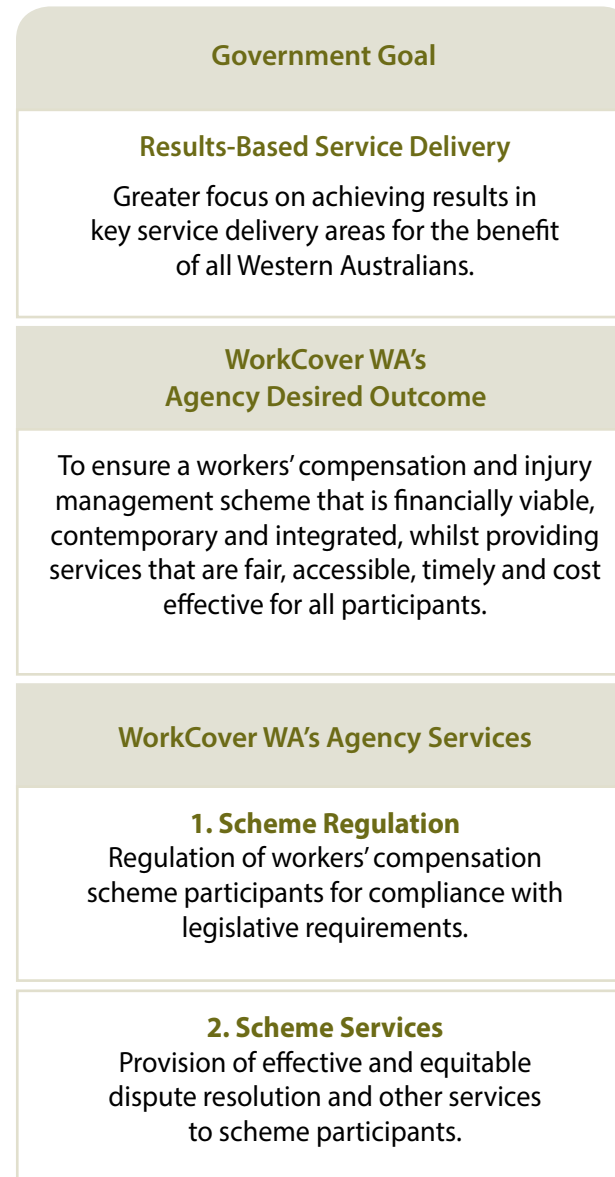 Government Goal
Results-Based Service Delivery
Greater focus on achieving results in
key service delivery areas for the benefit
of all Western Australians.
WorkCover WA's
Agency Desired Outcome
To ensure a workers' compensation and injury
management scheme that is financially viable,
contemporary and integrated, whilst providing
services that are fair, accessible, timely and cost
effective for all participants.
WorkCover WA's Agency Services
1. Scheme Regulation
Regulation of workers' compensation
scheme participants for compliance with
legislative requirements.
2. Scheme Services
Provision of effective and equitable
dispute resolution and other services
to scheme participants.